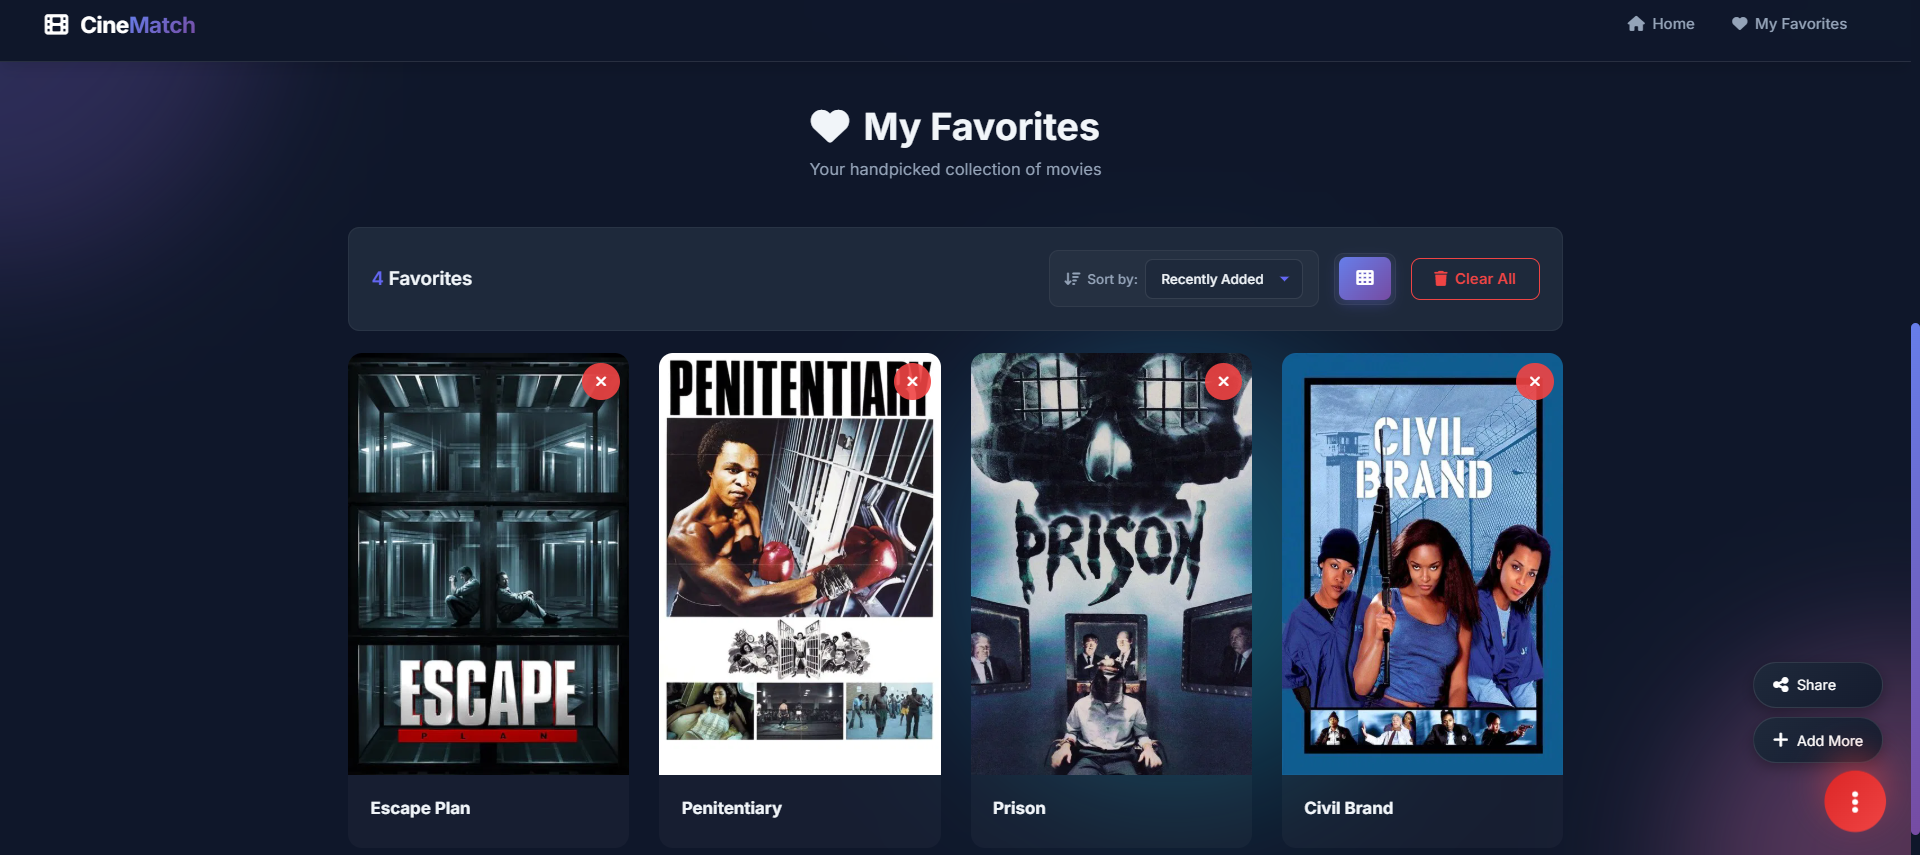 CineMatch
Home
My Favorites
My Favorites
Your handpicked collection of movies
4 Favorites
Sort by:
Recently Added
Clear All
ESCAPE
PLAN
PENITENTIARY
PRISON
CIVIL
BRAND
Escape Plan
Penitentiary
Prison
Civil Brand
Share
Add More